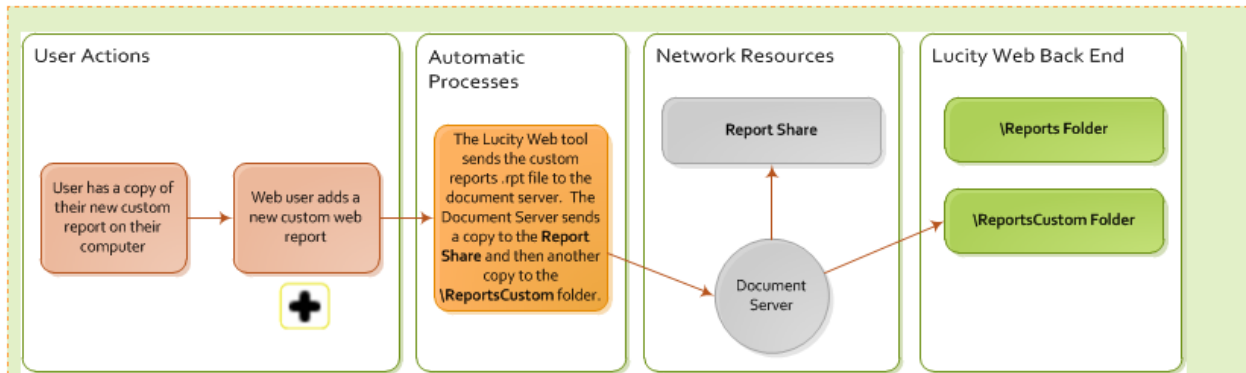 User Actions
Automatic
Processes
Network Resources
Lucity Web Back End
User has a copy of
their new custom
report on their
computer
Web user adds a
new custom web
report
The Lucity Web tool
sends the custom
reports .rpt file to the
document server.  The
Document Server sends
a copy to the Report
Share and then another
copy to the
\ReportsCustom folder.
Report Share
Document
Server
\Reports Folder
\ReportsCustom Folder